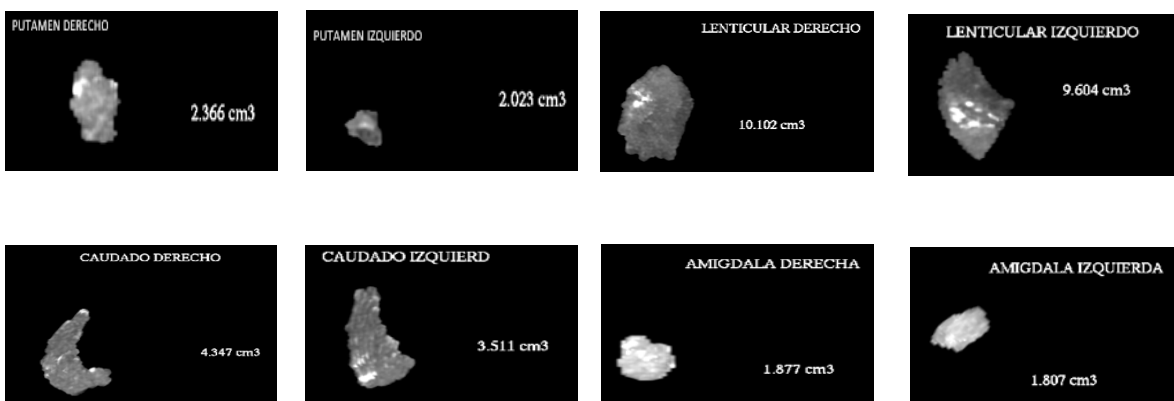 PUTAMEN DERECHO
2.366 cm3
PUTAMEN IZQUIERDO
2.023 cm3
LENTICULAR DERECHO
10.102 cm3
LENTICULAR IZQUIERDO
9.604 cm3
CAUDADO DERECHO
4.347 cm3
CAUDADO IZQUIERD
3.511 cm3
AMIGDALA DERECHA
1.877 cm3
AMIGDALA IZQUIERDA
1.807 cm3